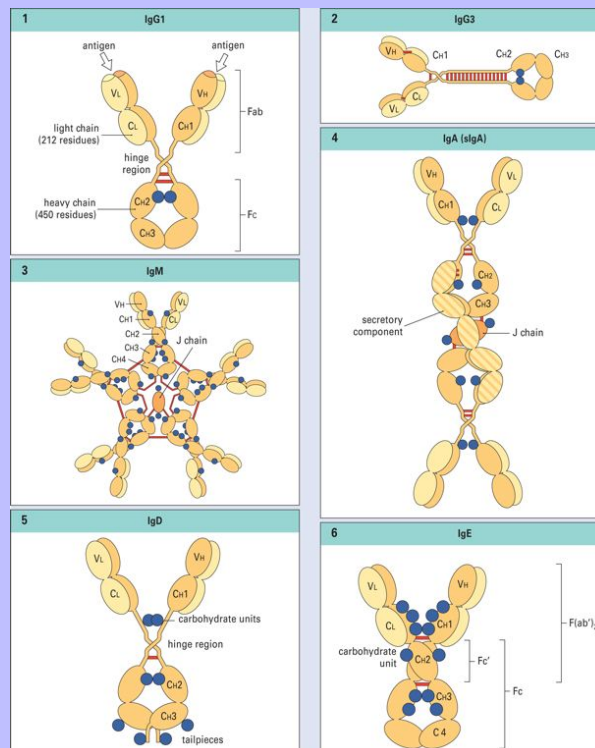 1
IgG1
antigen
antigen
VL
VH
CL
CH1
Fab
light chain
(212 residues)
hinge
region
heavy chain
(450 residues)
CH2
CH3
Fc
2
IgG3
VH
CH1
CH2
CH3
VL
CL
3
IgM
VH
VL
CH1
CL
CH2
CH3
CH4
J chain
4
IgA (sIgA)
VH
VL
CH1
CL
CH2
CH3
secretory
component
J chain
5
IgD
VL
VH
CL
CH1
carbohydrate units
hinge region
CH2
CH3
tailpieces
6
IgE
VL
VH
CL
CH1
F(ab')2
carbohydrate
unit
CH2
Fc'
Fc
CH3
C 4